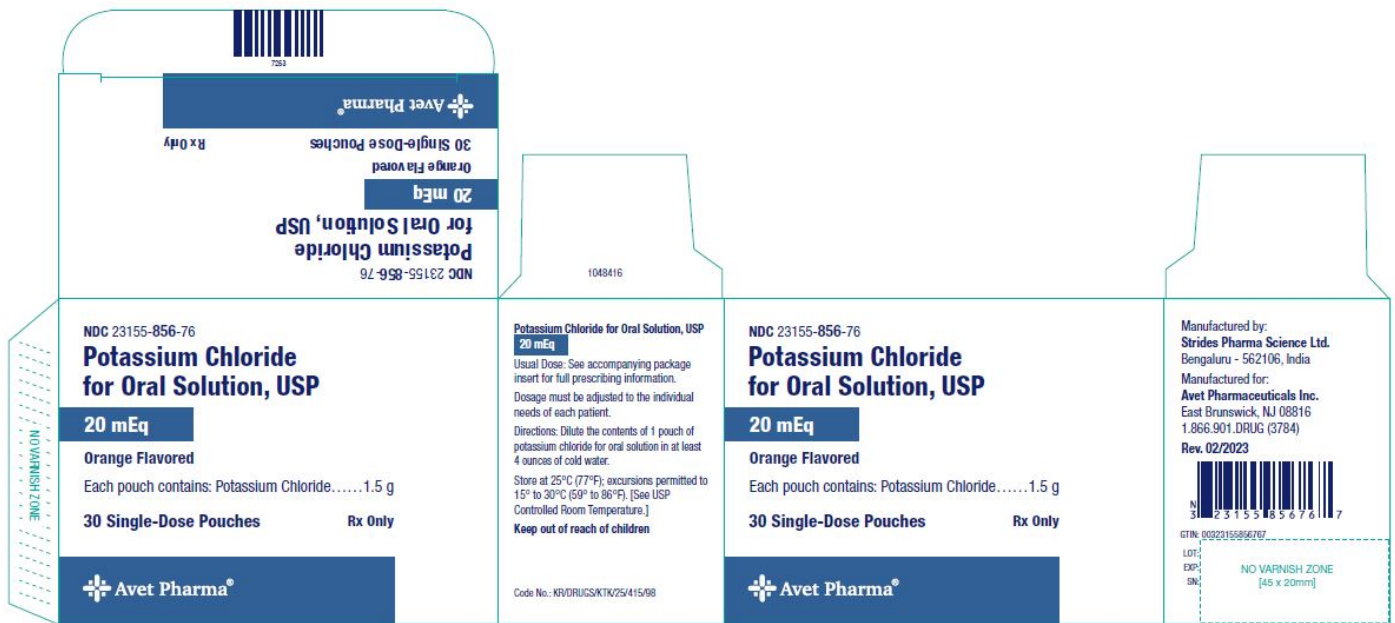 7253
Avet Pharma®
30 Single-Dose Pouches Rx Only
Orange Flavored
20 mEq
for Oral Solution, USP
Potassium Chloride
NDC 23155-856-76
1048416
NO VARNISH ZONE
NDC 23155-856-76
Potassium Chloride
for Oral Solution, USP
20 mEq
Orange Flavored
Each pouch contains: Potassium Chloride......1.5 g
30 Single-Dose Pouches Rx Only
Avet Pharma®
Potassium Chloride for Oral Solution, USP
20 mEq
Usual Dose: See accompanying package
insert for full prescribing information.
Dosage must be adjusted to the individual
needs of each patient.
Directions: Dilute the contents of 1 pouch of
potassium chloride for oral solution in at least
4 ounces of cold water.
Store at 25°C (77°F); excursions permitted to
15° to 30°C (59° to 86°F). [See USP
Controlled Room Temperature.]
Keep out of reach of children
Code No.: KR/DRUGS/KTK/25/415/98
NDC 23155-856-76
Potassium Chloride
for Oral Solution, USP
20 mEq
Orange Flavored
Each pouch contains: Potassium Chloride......1.5 g
30 Single-Dose Pouches Rx Only
Avet Pharma®
Manufactured by:
Strides Pharma Science Ltd.
Bengaluru - 562106, India
Manufactured for:
Avet Pharmaceuticals Inc.
East Brunswick, NJ 08816
1.866.901.DRUG (3784)
Rev. 02/2023
N
3 23155 85676 7
GTIN: 00323155856767
LOT:
EXP:
SN:
NO VARNISH ZONE
[45 x 20mm]